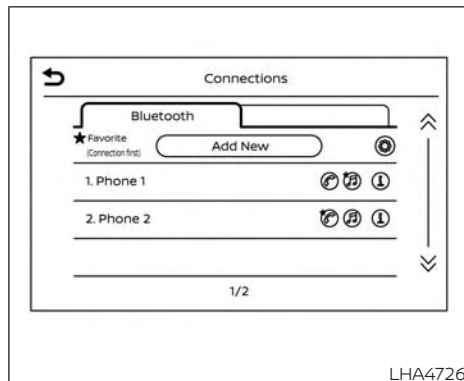 Connections
Bluetooth
★Favorite
(Connection first)
Add New
1. Phone 1
2. Phone 2
1/2
LHA4726